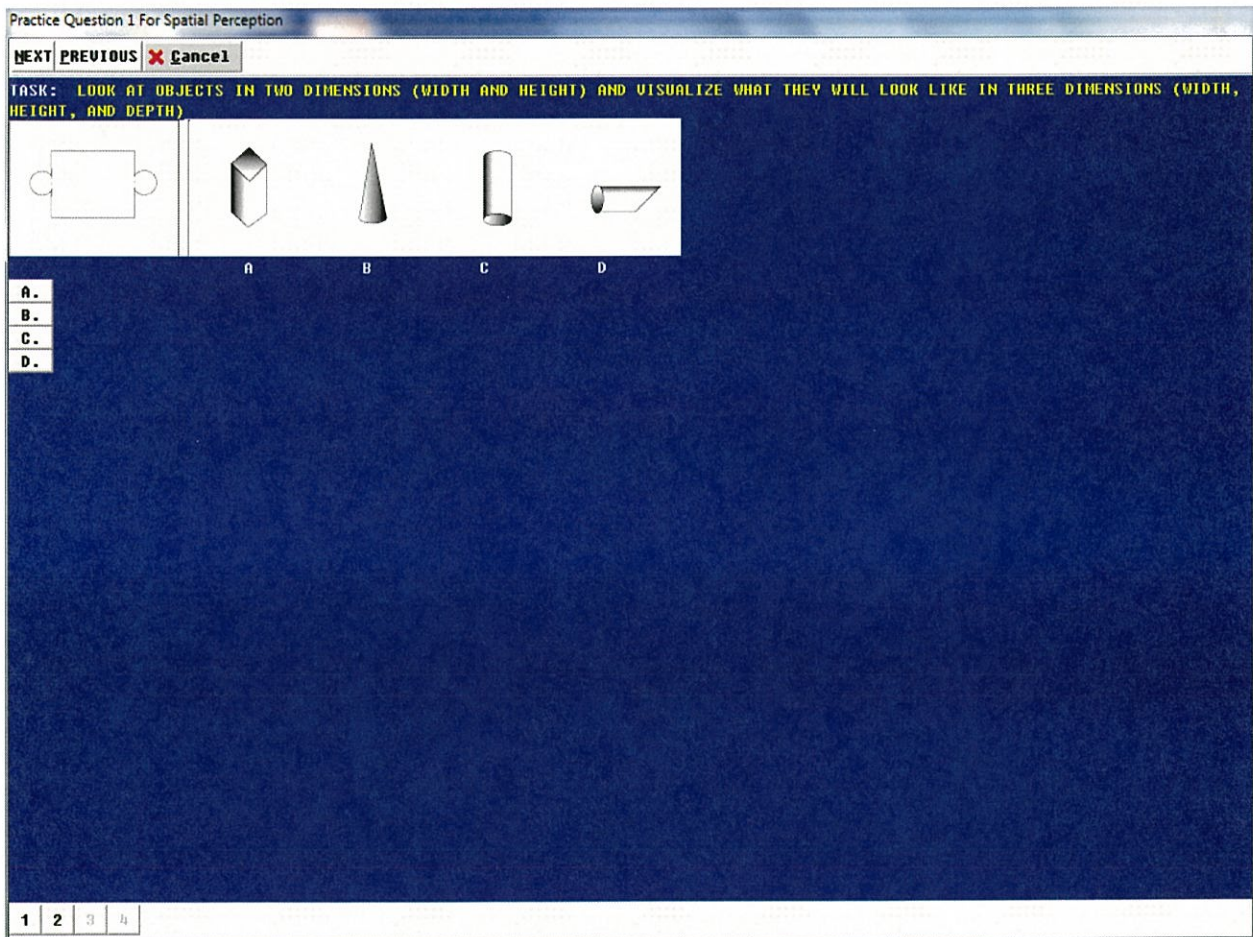 Practice Question 1 For Spatial Perception
NEXT PREVIOUS Cancel
TASK: LOOK AT OBJECTS IN TWO DIMENSIONS (WIDTH AND HEIGHT) AND VISUALIZE WHAT THEY WILL LOOK LIKE IN THREE DIMENSIONS (WIDTH,
HEIGHT, AND DEPTH)
A B C D
A.
B.
C.
D.
1 2 3 4